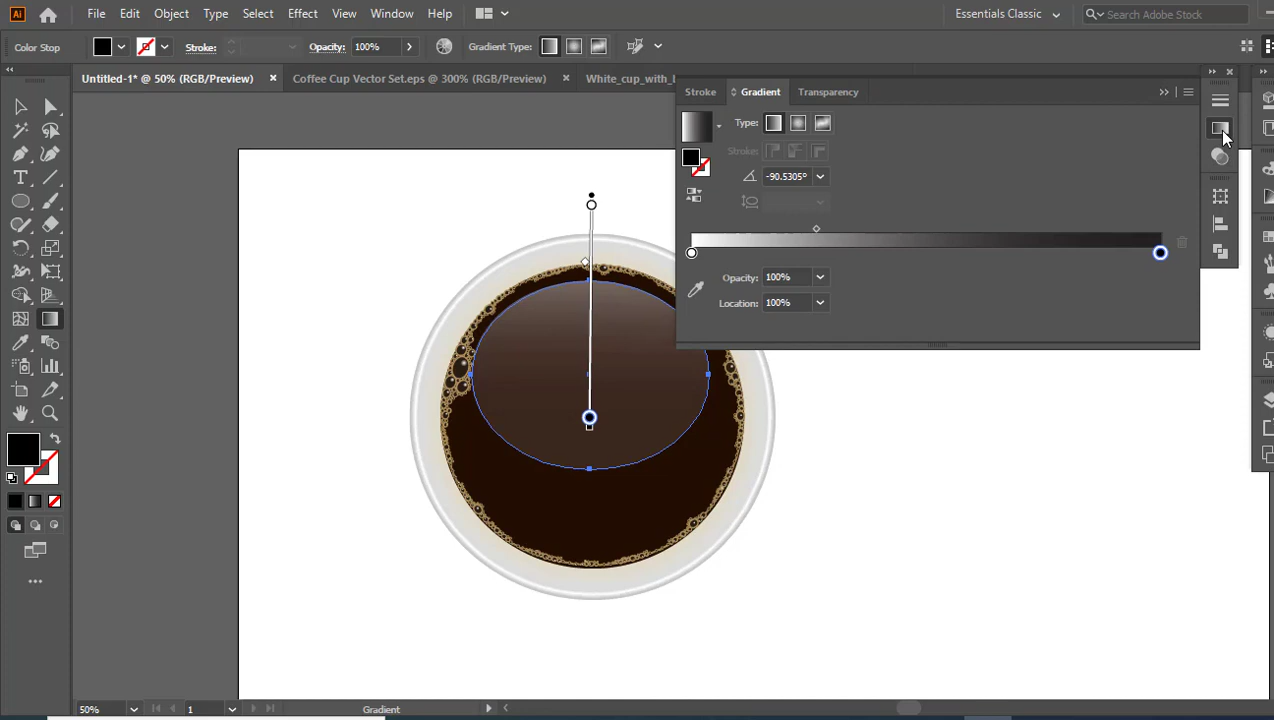 Ai File Edit Object Type Select Effect View Window Help Essentials Classic Search Adobe Stock
Color Stop Stroke: Opacity: 100% Gradient Type:
Untitled-1* @ 50% (RGB/Preview) × Coffee Cup Vector Set.eps @ 300% (RGB/Preview) × White_cup_with_
Stroke Gradient Transparency
Type:
Strokes:
-90.5305°
Opacity: 100%
Location: 100%
50% 1 Gradient